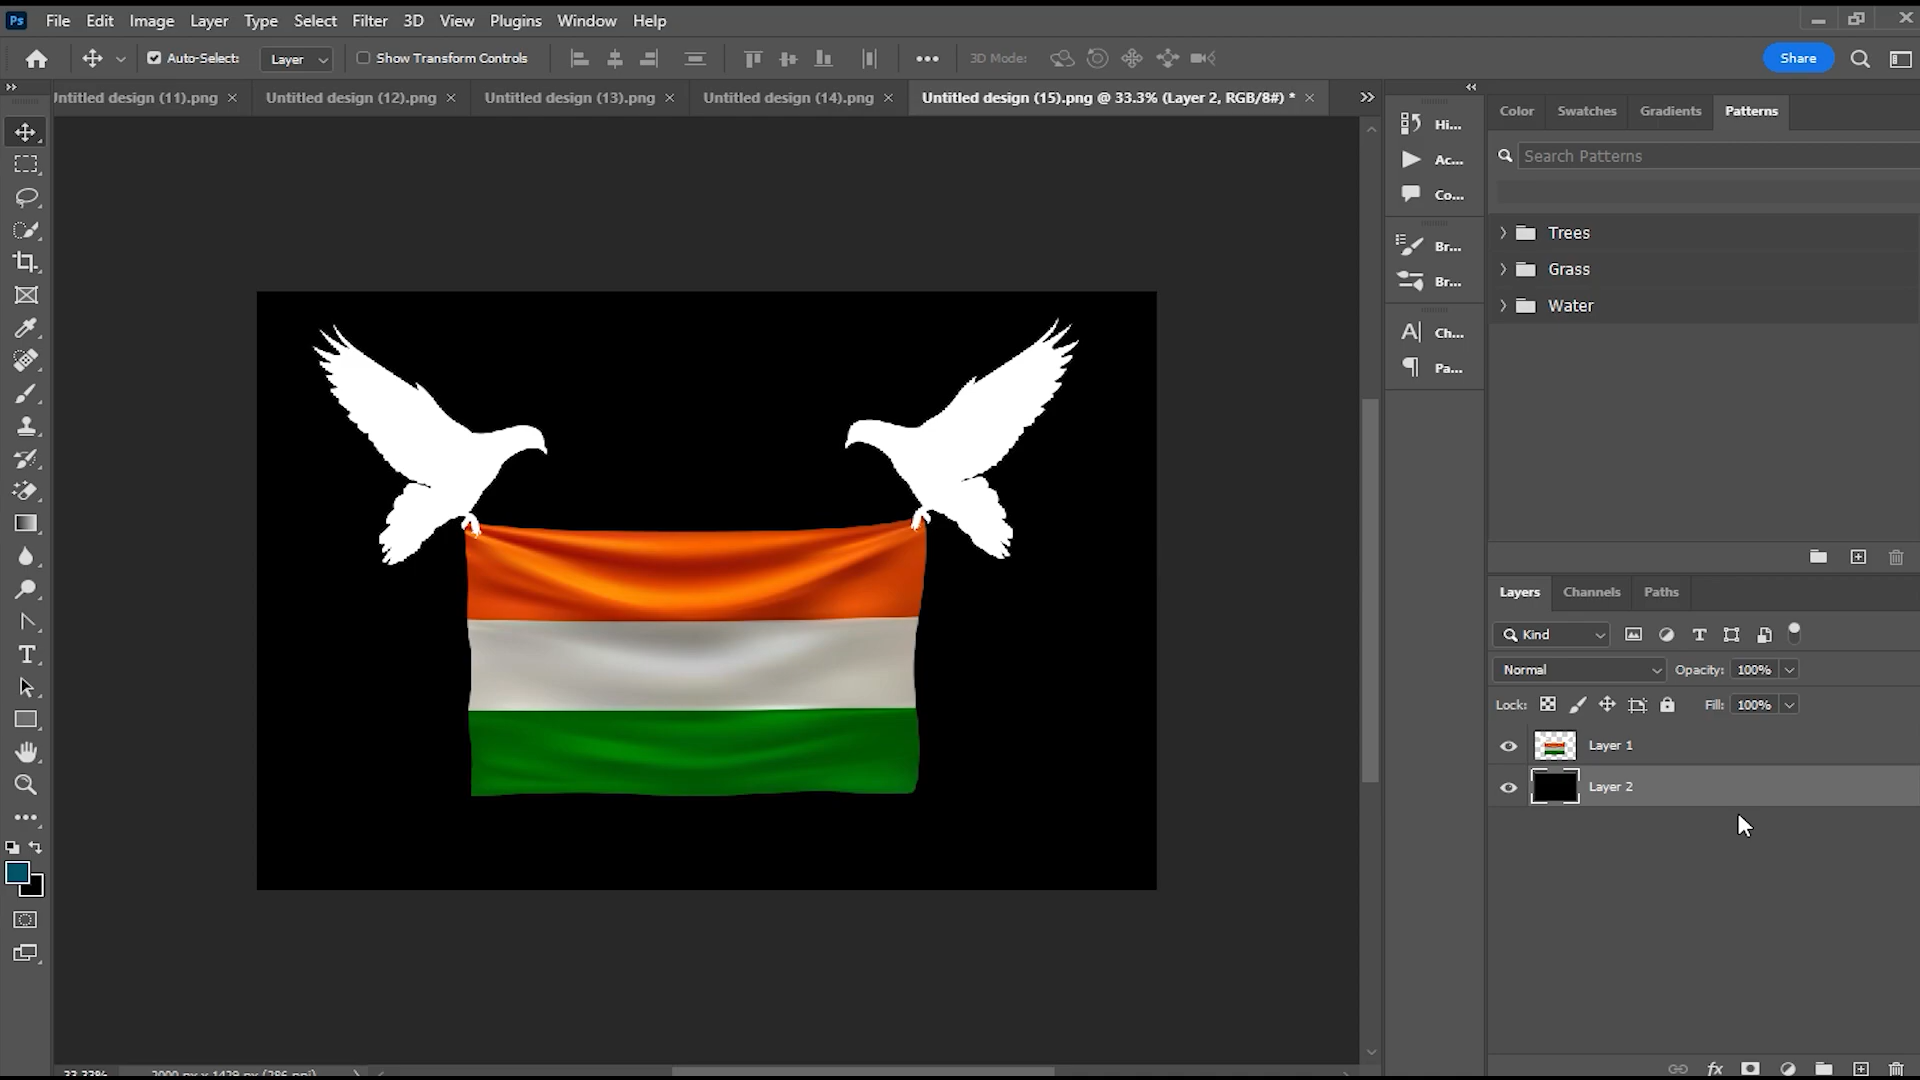 Ps File Edit Image Layer Type Select Filter 3D View Plugins Window Help
Auto-Select: Layer Show Transform Controls 3D Mode: Share
Untitled design (11).png Untitled design (12).png Untitled design (13).png Untitled design (14).png Untitled design (15).png @ 33.3% (Layer 2, RGB/8#) *
Hi...
Ac...
Co...
Br...
Br...
Ch...
Pa...
Color Swatches Gradients Patterns
Search Patterns
Trees
Grass
Water
Layers Channels Paths
Kind
Normal Opacity: 100%
Lock: Fill: 100%
Layer 1
Layer 2
fx
33.33% 2000 px x 1429 px (286 ppi)